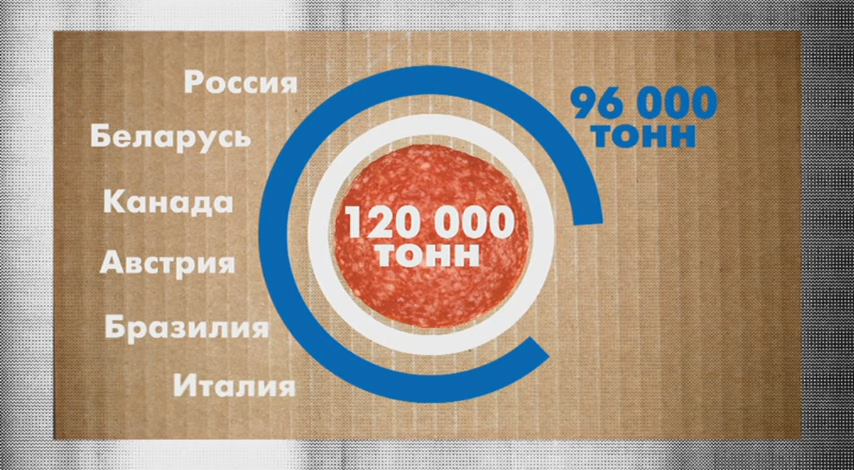 Россия
Беларусь
Канада
Австрия
Бразилия
Италия
120 000
тонн
96 000
тонн